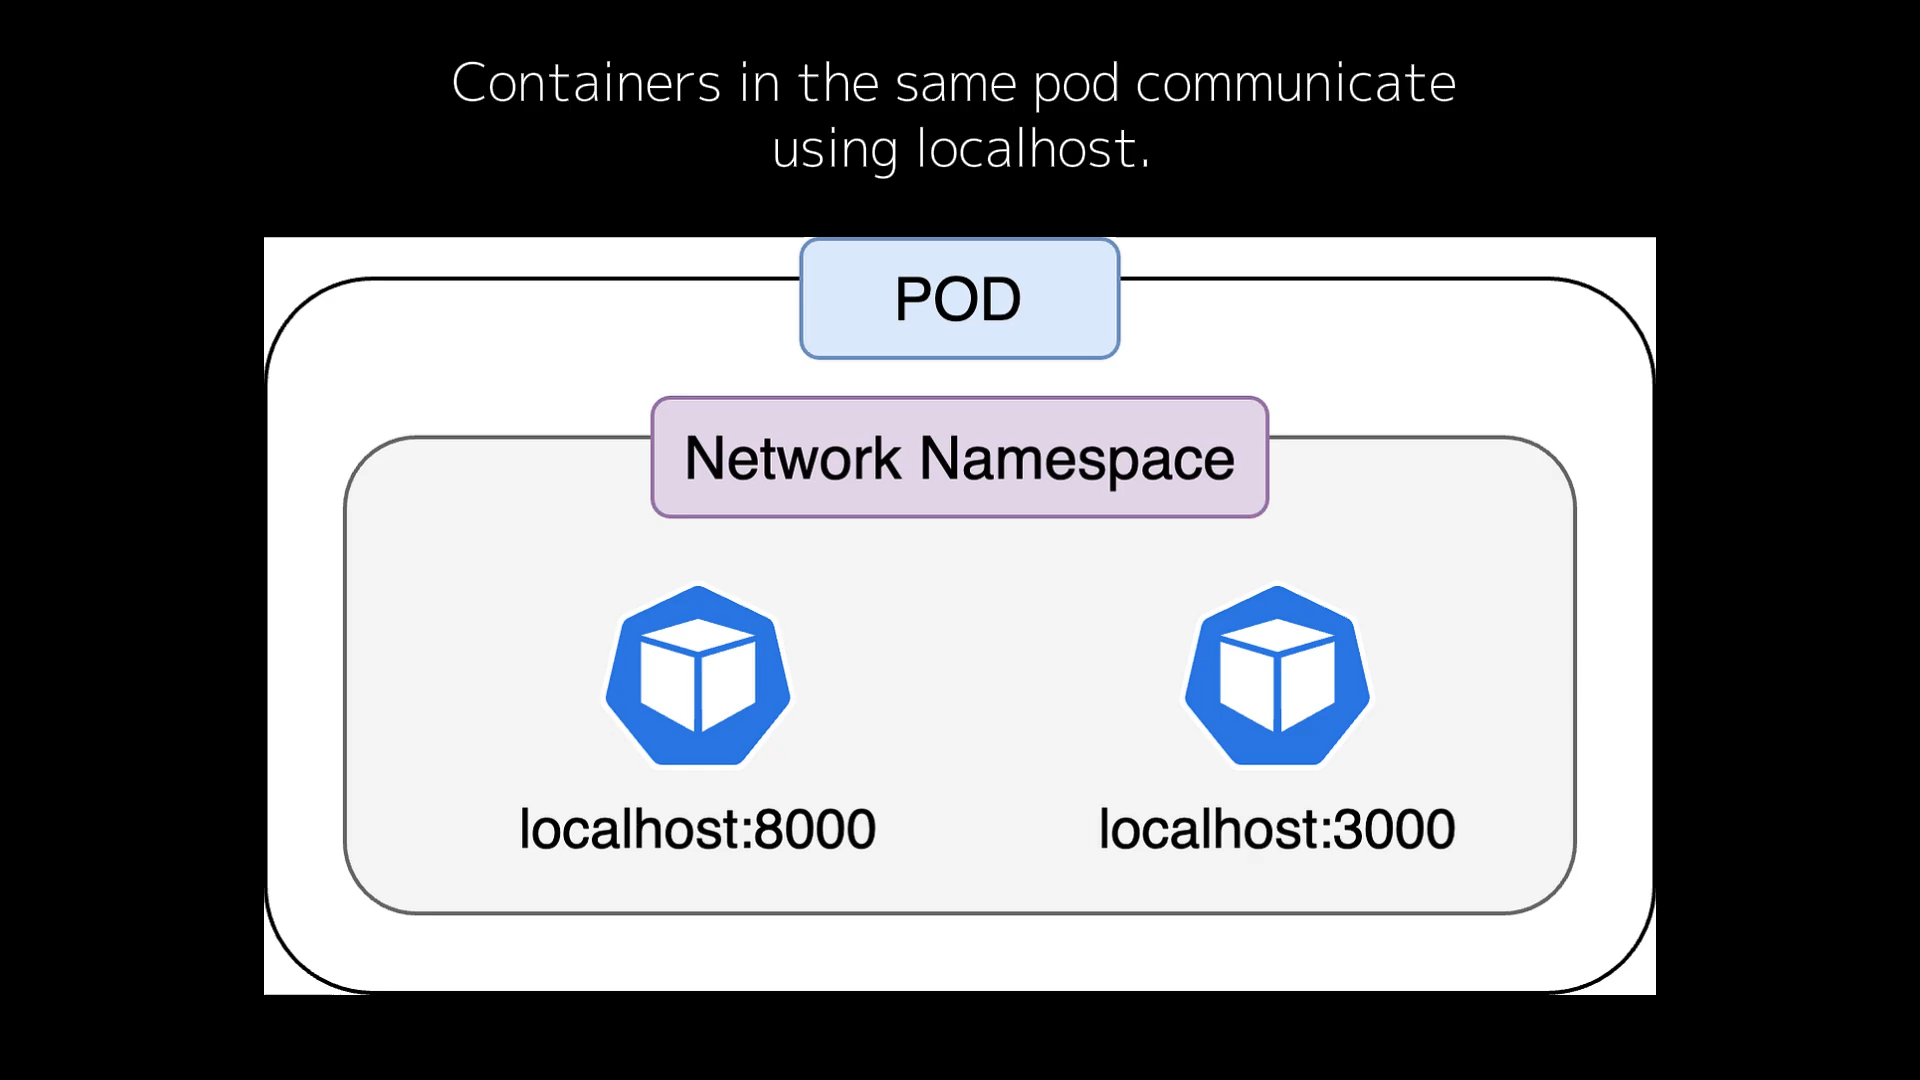 Containers in the same pod communicate
using localhost.
POD
Network Namespace
localhost:8000
localhost:3000